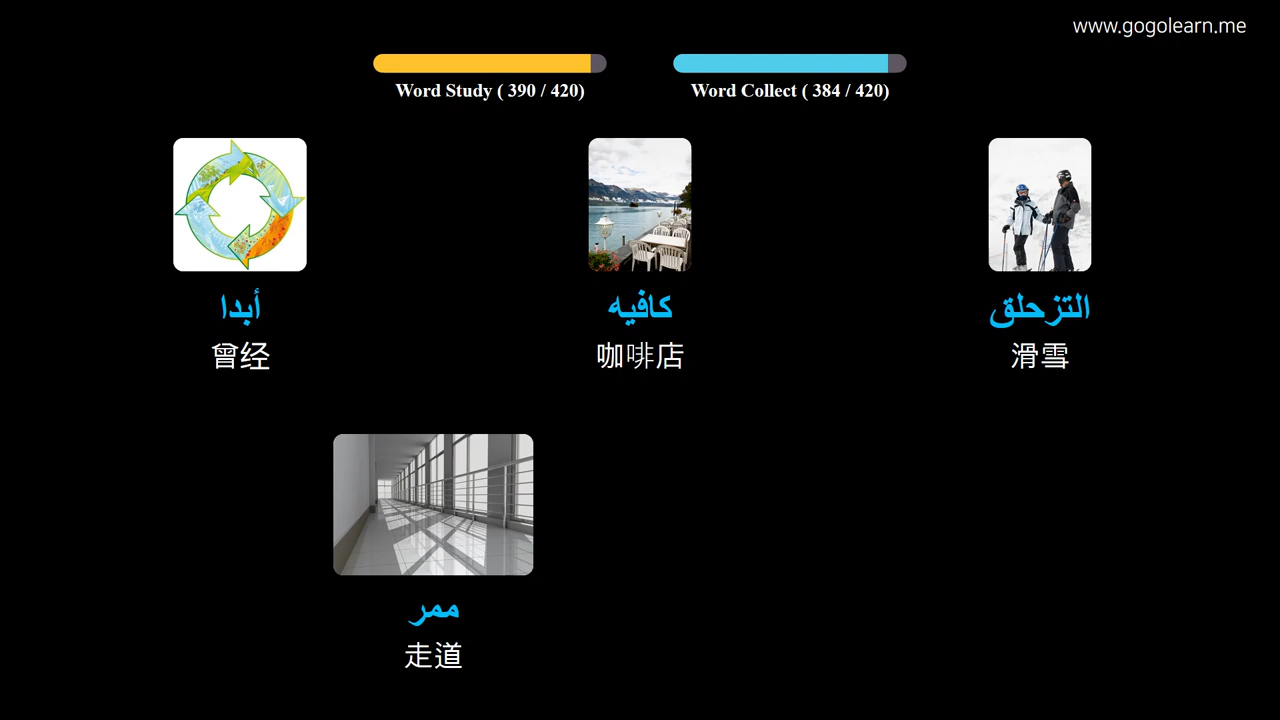 www.gogolearn.me
Word Study ( 390 / 420)
Word Collect ( 384 / 420)
أبدا
曾经
كافيه
咖啡店
التزحلق
滑雪
ممر
走道